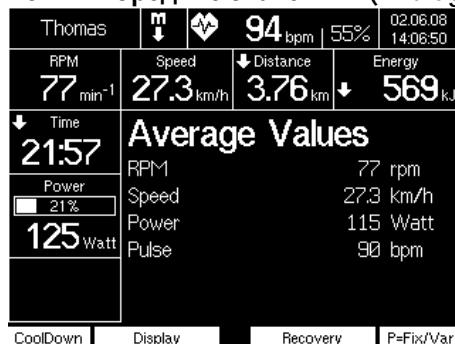 Thomas m 94 bpm 55% 02.06.08 14:06:50
RPM Speed Distance Energy
77 min-1 27.3 km/h 3.76 km 569 kJ
Time
21:57
Power
21%
125 Watt
Average Values
RPM 77 rpm
Speed 27.3 km/h
Power 115 Watt
Pulse 90 bpm
CoolDown Display Recovery P=Fix/Var